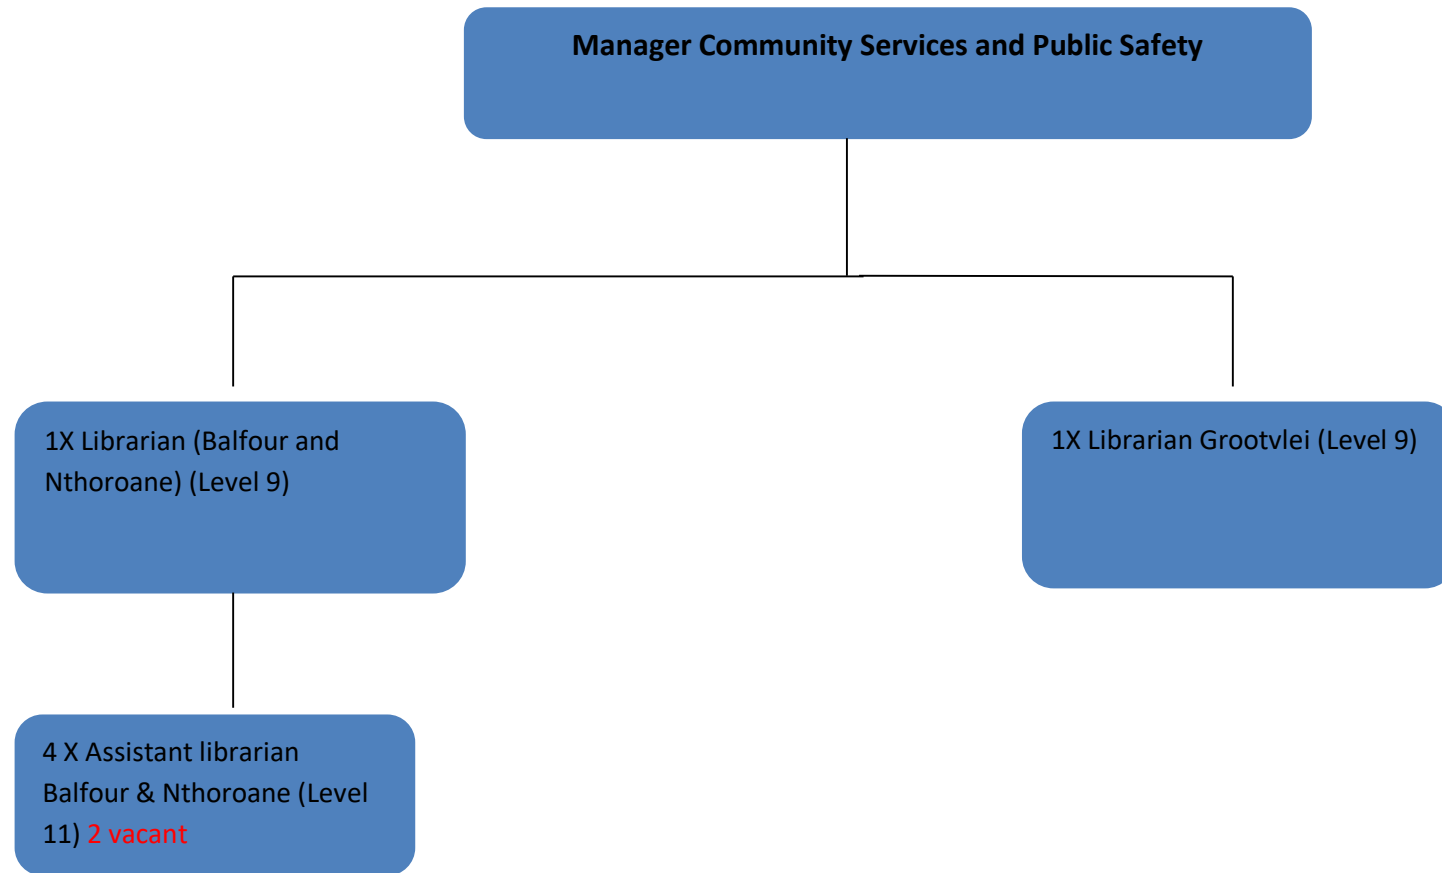 Manager Community Services and Public Safety
1X Librarian (Balfour and
Nthoroane) (Level 9)
1X Librarian Grootvlei (Level 9)
4 X Assistant librarian
Balfour & Nthoroane (Level
11) 2 vacant